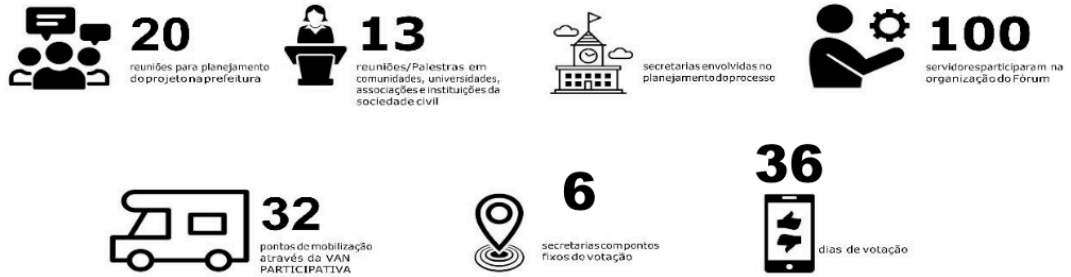 20
reuniões para planejamento
do projeto na prefeitura
13
reuniões/Palestras em
comunidades, universidades,
associações e instituições da
sociedade civil
secretarias envolvidas no
planejamento do processo
100
servidores participaram na
organização do Fórum
32
pontos de mobilização
através da VAN
PARTICIPATIVA
6
secretarias com pontos
fixos de votação
36
dias de votação